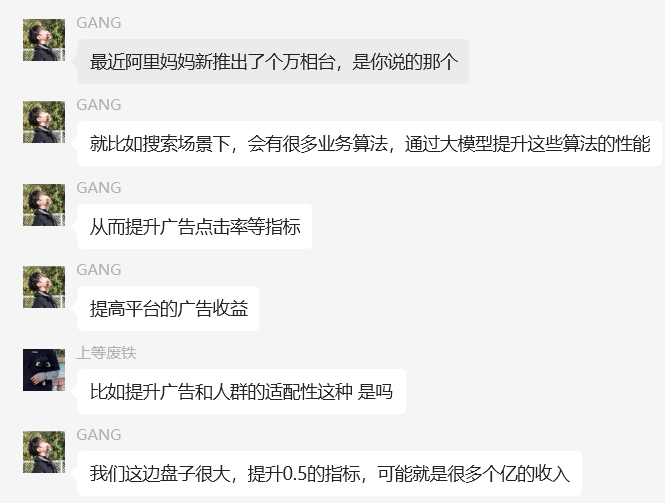 GANG
最近阿里妈妈新推出了个万相台，是你说的那个
GANG
就比如搜索场景下，会有很多业务算法，通过大模型提升这些算法的性能
GANG
从而提升广告点击率等指标
GANG
提高平台的广告收益
上等废铁
比如提升广告和人群的适配性这种 是吗
GANG
我们这边盘子很大，提升0.5的指标，可能就是很多个亿的收入